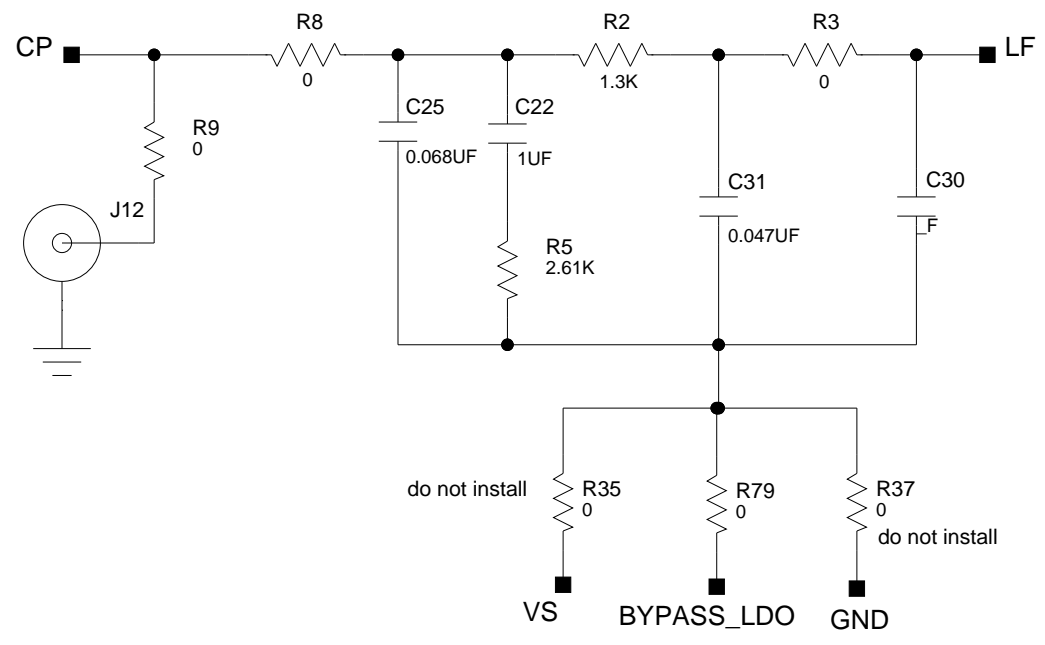 R8
R2
R3
CP
LF
0
1.3K
0
C25
C22
R9
0
0.068UF
1UF
C31
C30
J12
0.047UF
_F
R5
2.61K
do not install
R35
0
R79
0
R37
0
do not install
VS
BYPASS_LDO
GND